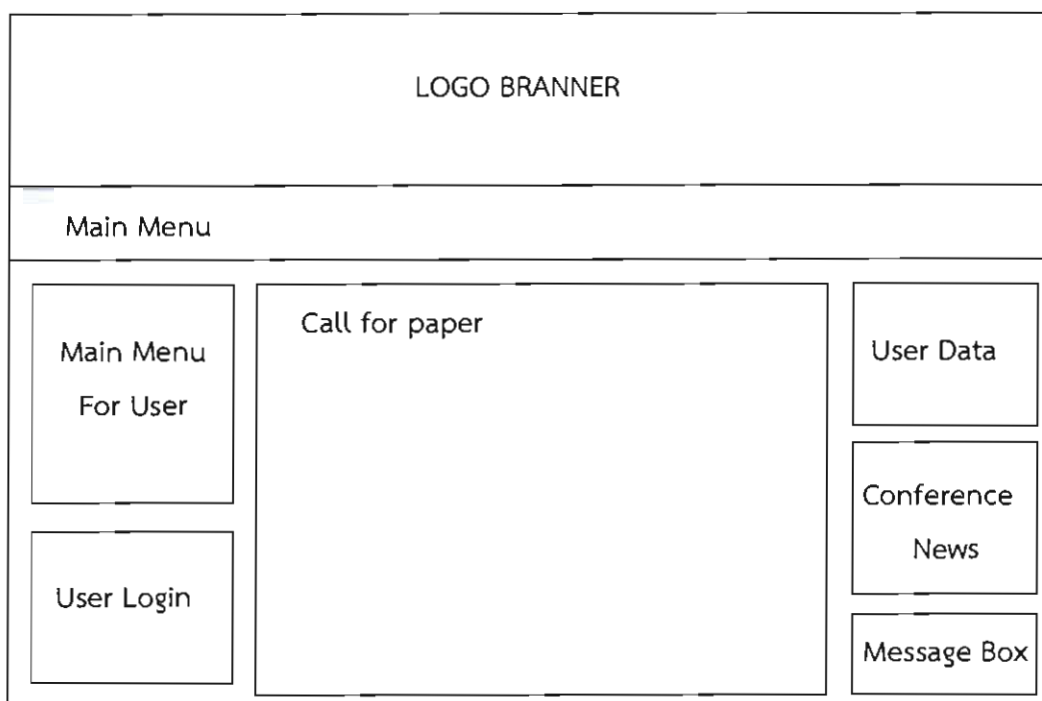 LOGO BRANNER
Main Menu
Main Menu
For User
User Login
Call for paper
User Data
Conference
News
Message Box